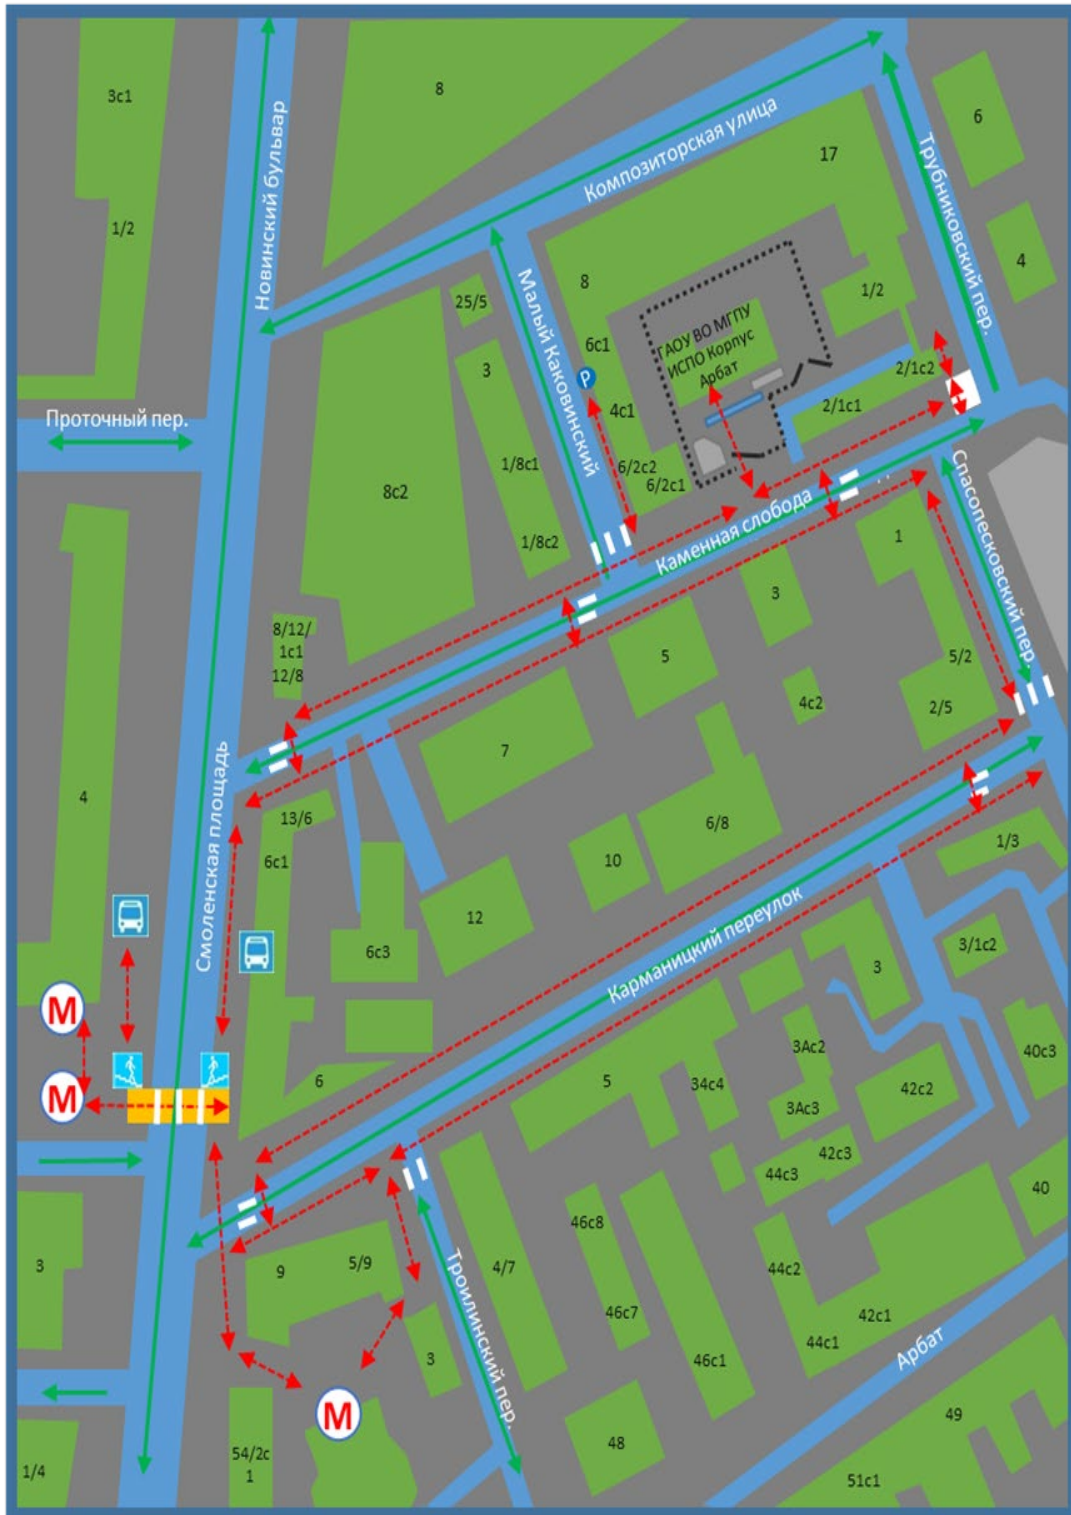 3с1
8
6
Композиторская улица
17
Трубниковский пер.
Новинский бульвар
1/2
4
Малый Каковинский
8
1/2
25/5
6с1
ГАОУ ВО МГПУ
ИСПО Корпус
Арбат
2/1с2
3
P
4с1
2/1с1
Проточный пер.
1/8с1
6/2с2
6/2с1
8с2
Спасопесковский пер.
Каменная слобода
1/8с2
1
3
8/12/
1с1
12/8
5
5/2
4с2
2/5
7
Смоленская площадь
4
13/6
6с1
6/8
10
1/3
12
Карманицкий переулок
6с3
3
3/1с2
М
3Ас2
40с3
М
6
5
34с4
42с2
3Ас3
42с3
44с3
40
46с8
3
9
5/9
4/7
44с2
Троилинский пер.
46с7
42с1
44с1
Арбат
3
46с1
М
49
48
54/2с
1
1/4
51с1